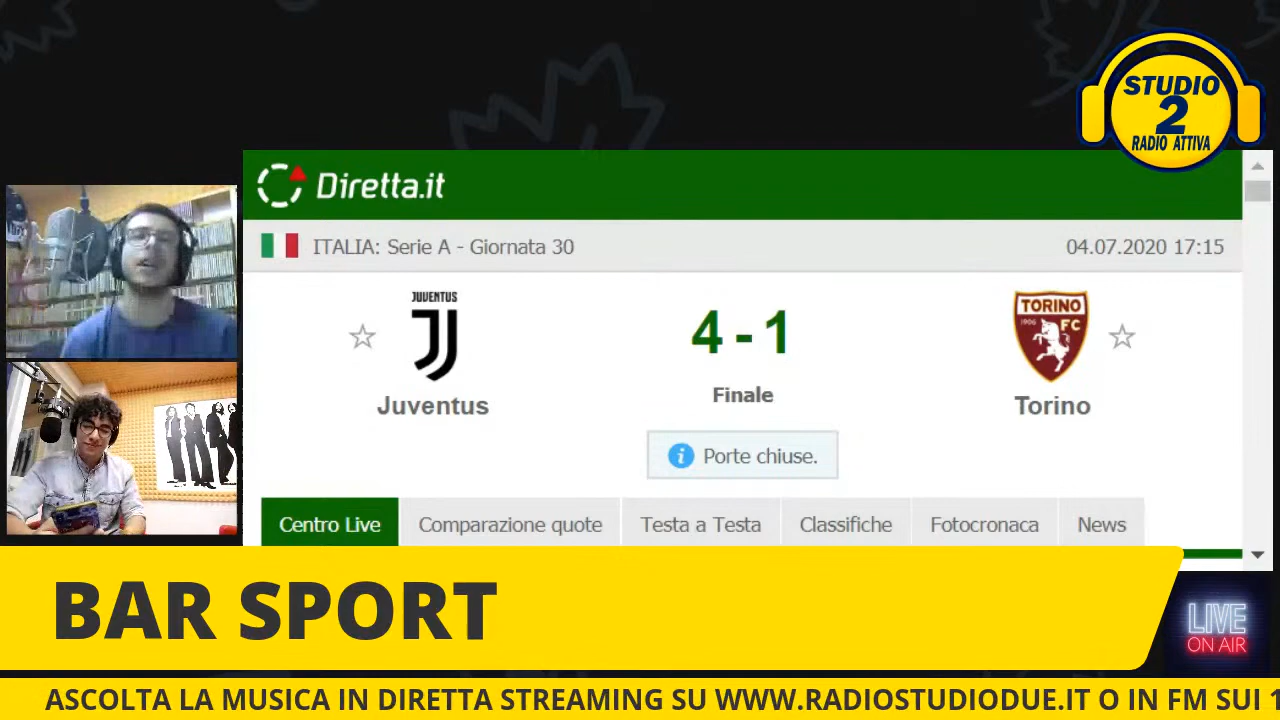 STUDIO
2
RADIO ATTIVA
Diretta.it
ITALIA: Serie A - Giornata 30
04.07.2020 17:15
JUVENTUS
4 - 1
TORINO
1906 FC
Finale
Juventus
Torino
Porte chiuse.
Centro Live
Comparazione quote
Testa a Testa
Classifiche
Fotocronaca
News
BAR SPORT
LIVE
ON AIR
ASCOLTA LA MUSICA IN DIRETTA STREAMING SU WWW.RADIOSTUDIODUE.IT O IN FM SUI 1